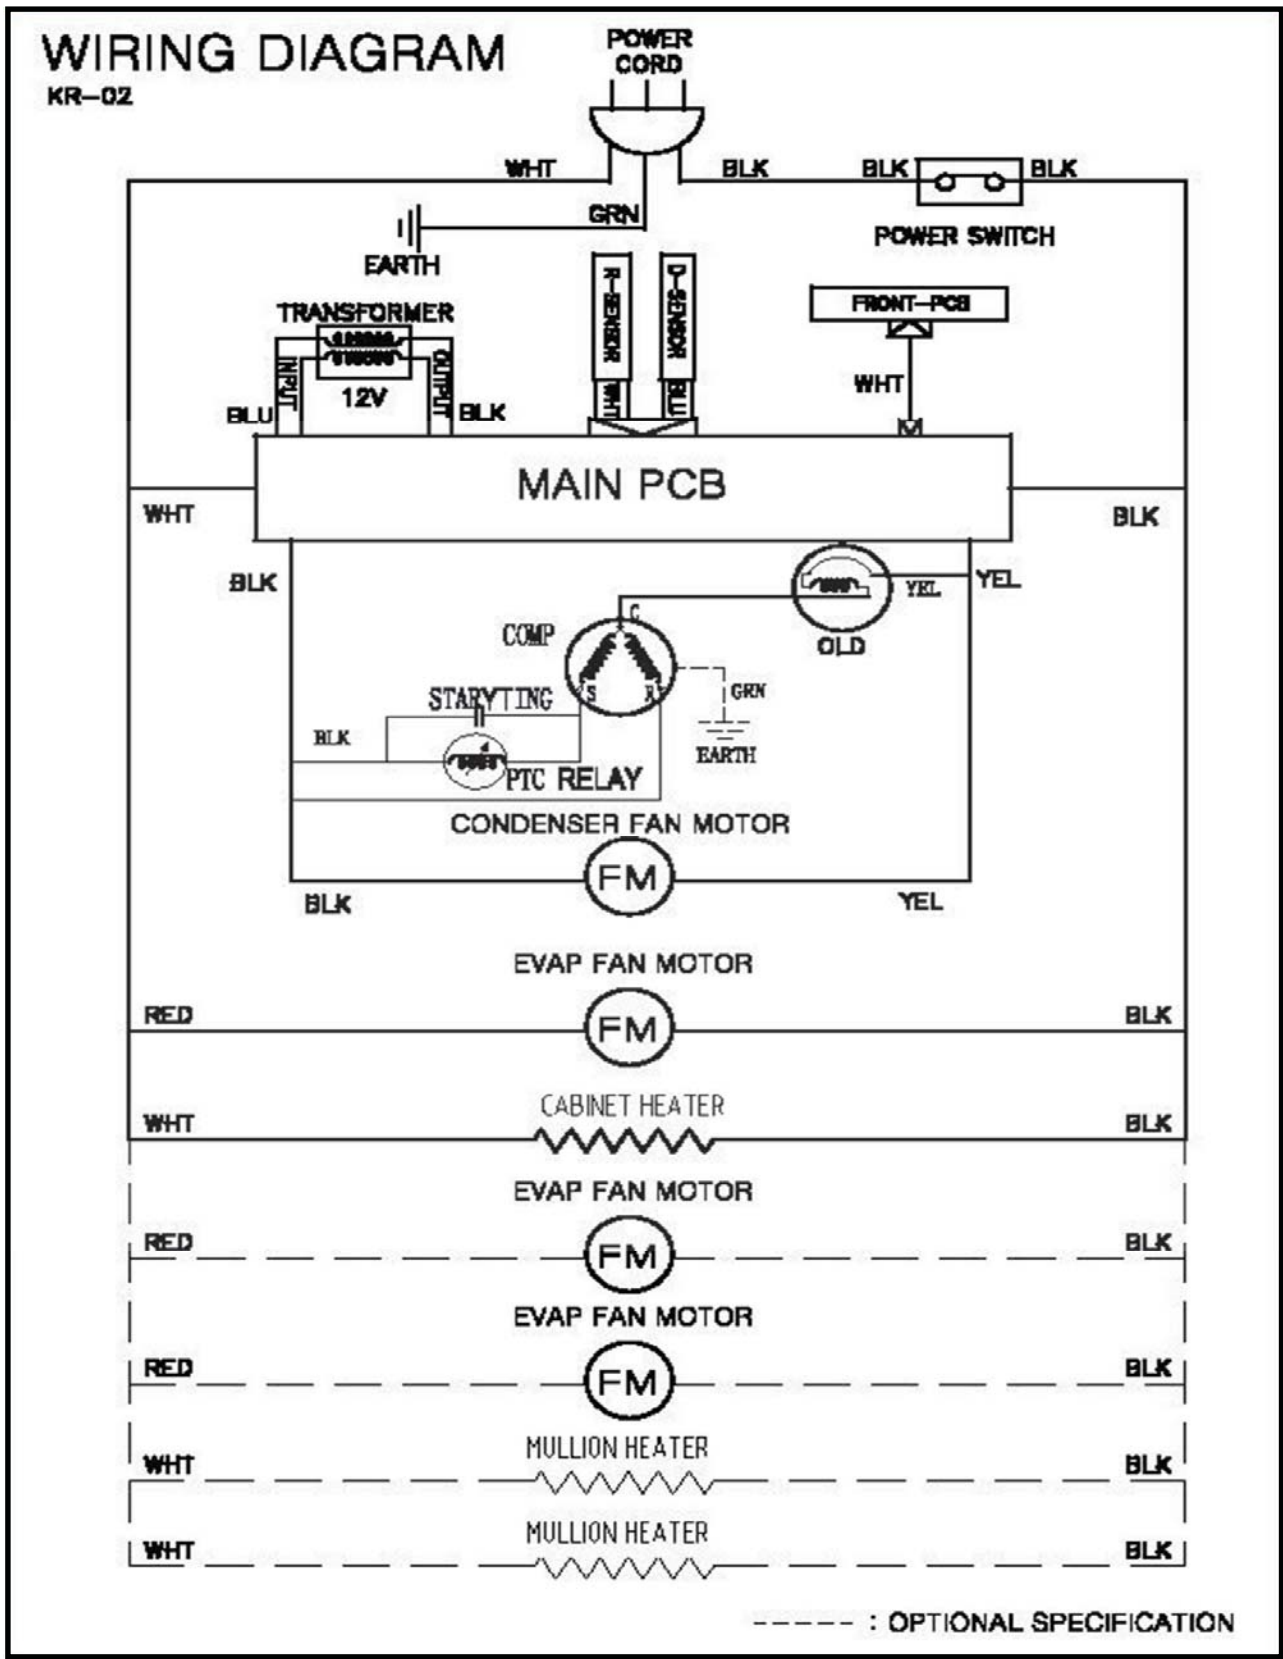 WIRING DIAGRAM
KR-02
POWER
CORD
WHT
BLK
BLK
BLK
GRN
POWER SWITCH
EARTH
TRANSFORMER
INPUT
OUTPUT
12V
BLU
BLK
R-SENSOR
D-SENSOR
WHT
BLU
FRONT-PCB
WHT
MAIN PCB
WHT
BLK
BLK
YEL
YEL
OLD
COMP
C
S
R
GRN
EARTH
STARYTING
BLK
PTC RELAY
CONDENSER FAN MOTOR
FM
BLK
YEL
EVAP FAN MOTOR
RED
FM
BLK
CABINET HEATER
WHT
BLK
EVAP FAN MOTOR
RED
FM
BLK
EVAP FAN MOTOR
RED
FM
BLK
MULLION HEATER
WHT
BLK
MULLION HEATER
WHT
BLK
----- : OPTIONAL SPECIFICATION